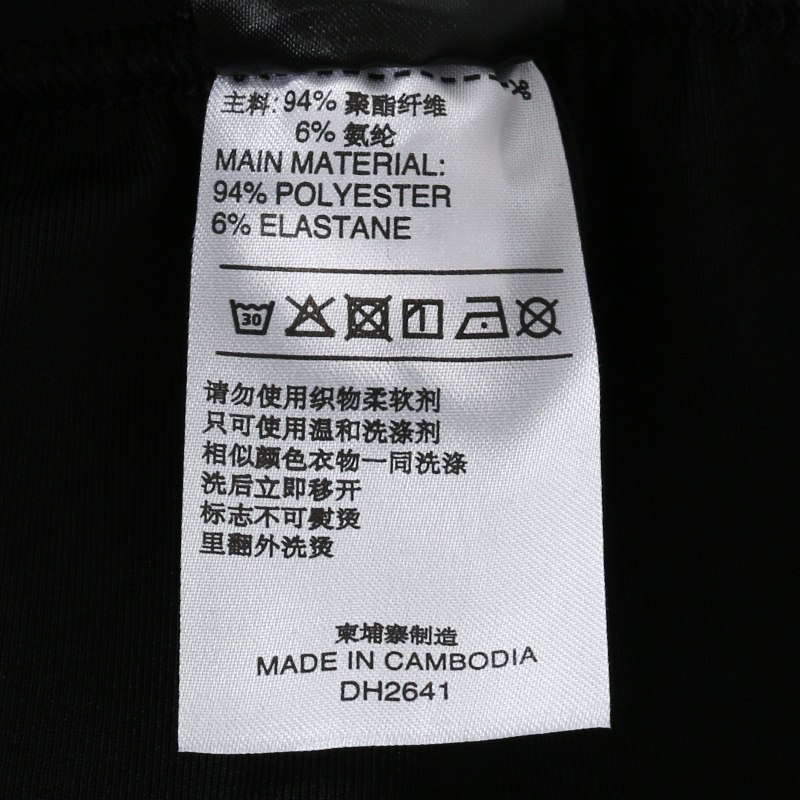 主料: 94% 聚酯纤维
6% 氨纶
MAIN MATERIAL:
94% POLYESTER
6% ELASTANE
30
请勿使用织物柔软剂
只可使用温和洗涤剂
相似颜色衣物一同洗涤
洗后立即移开
标志不可熨烫
里翻外洗烫
柬埔寨制造
MADE IN CAMBODIA
DH2641